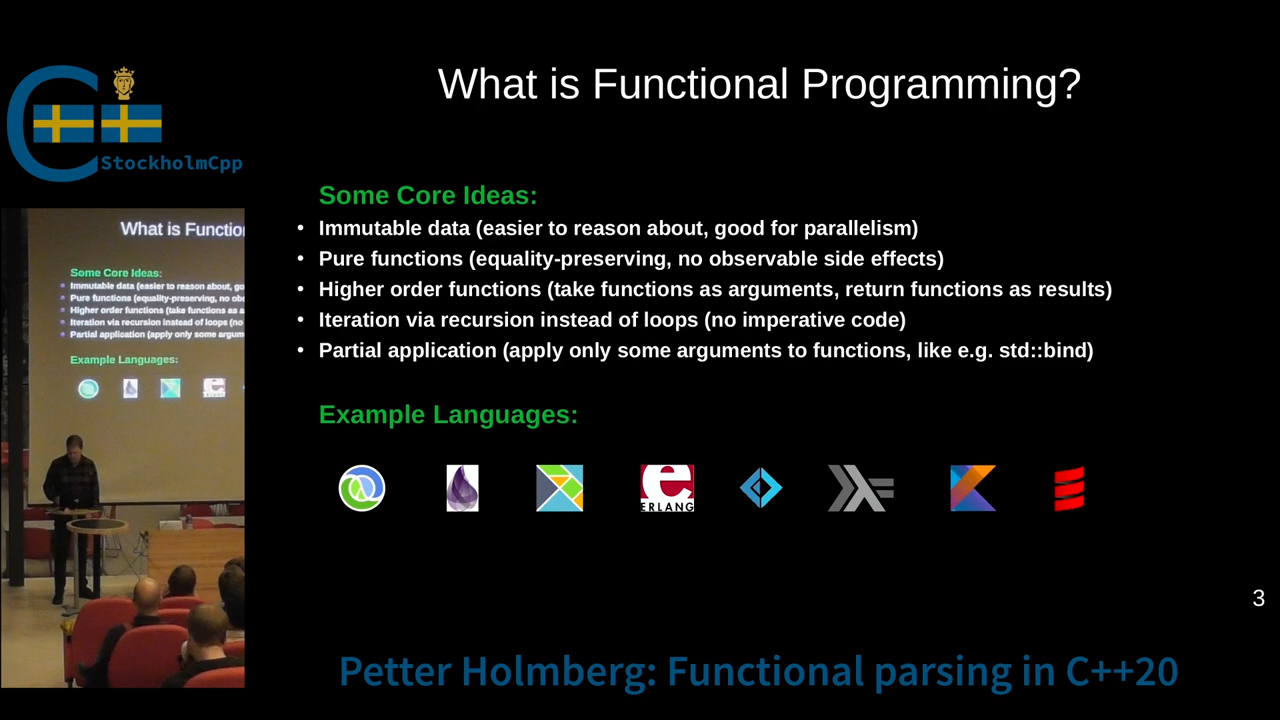 What is Functional Programming?
StockholmCpp
Some Core Ideas:
• Immutable data (easier to reason about, good for parallelism)
• Pure functions (equality-preserving, no observable side effects)
• Higher order functions (take functions as arguments, return functions as results)
• Iteration via recursion instead of loops (no imperative code)
• Partial application (apply only some arguments to functions, like e.g. std::bind)
Example Languages:
e
ERLANG
What is Functio
Some Core Ideas:
Immutable data (easier to reason about, go
Pure functions (equality-preserving, no obs
Higher order functions (take functions as a
Iteration via recursion instead of loops (no
Partial application (apply only some argum
Example Languages:
3
Petter Holmberg: Functional parsing in C++20